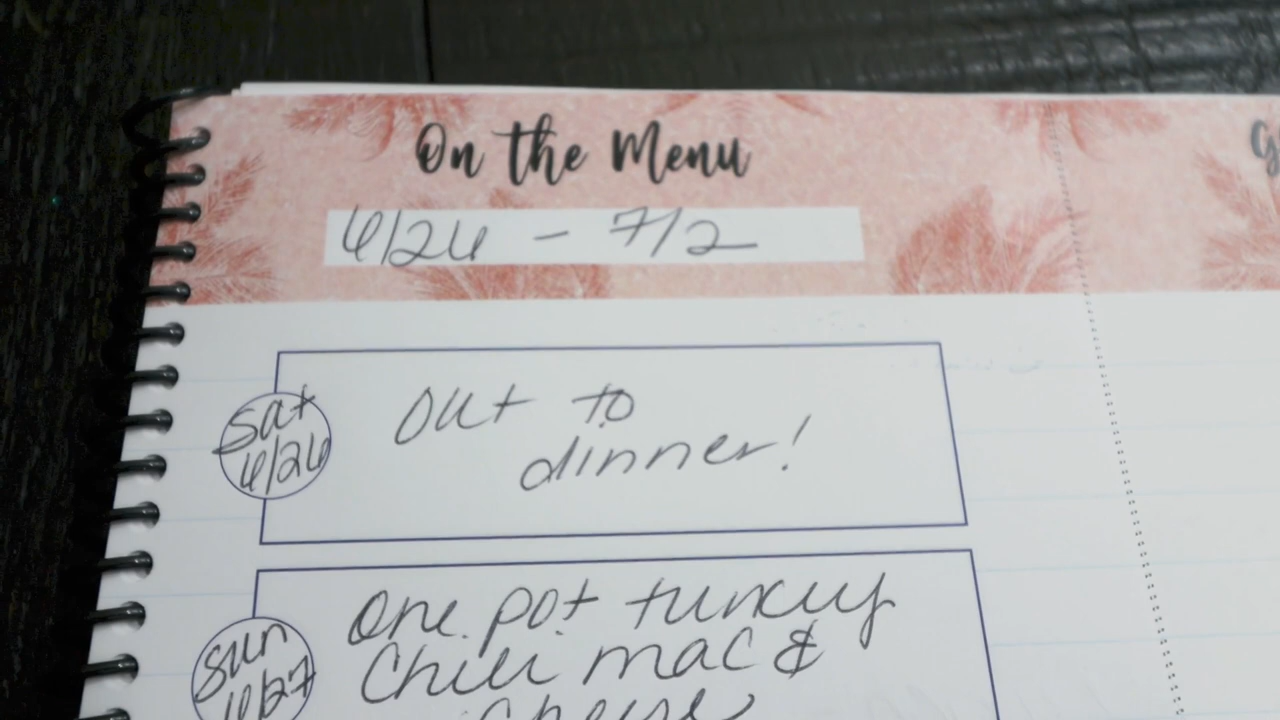 On the Menu
6/26 - 7/2
Sat
6/26
Out to
dinner!
Sun
6/27
One pot turkey
Chili mac &
cheese